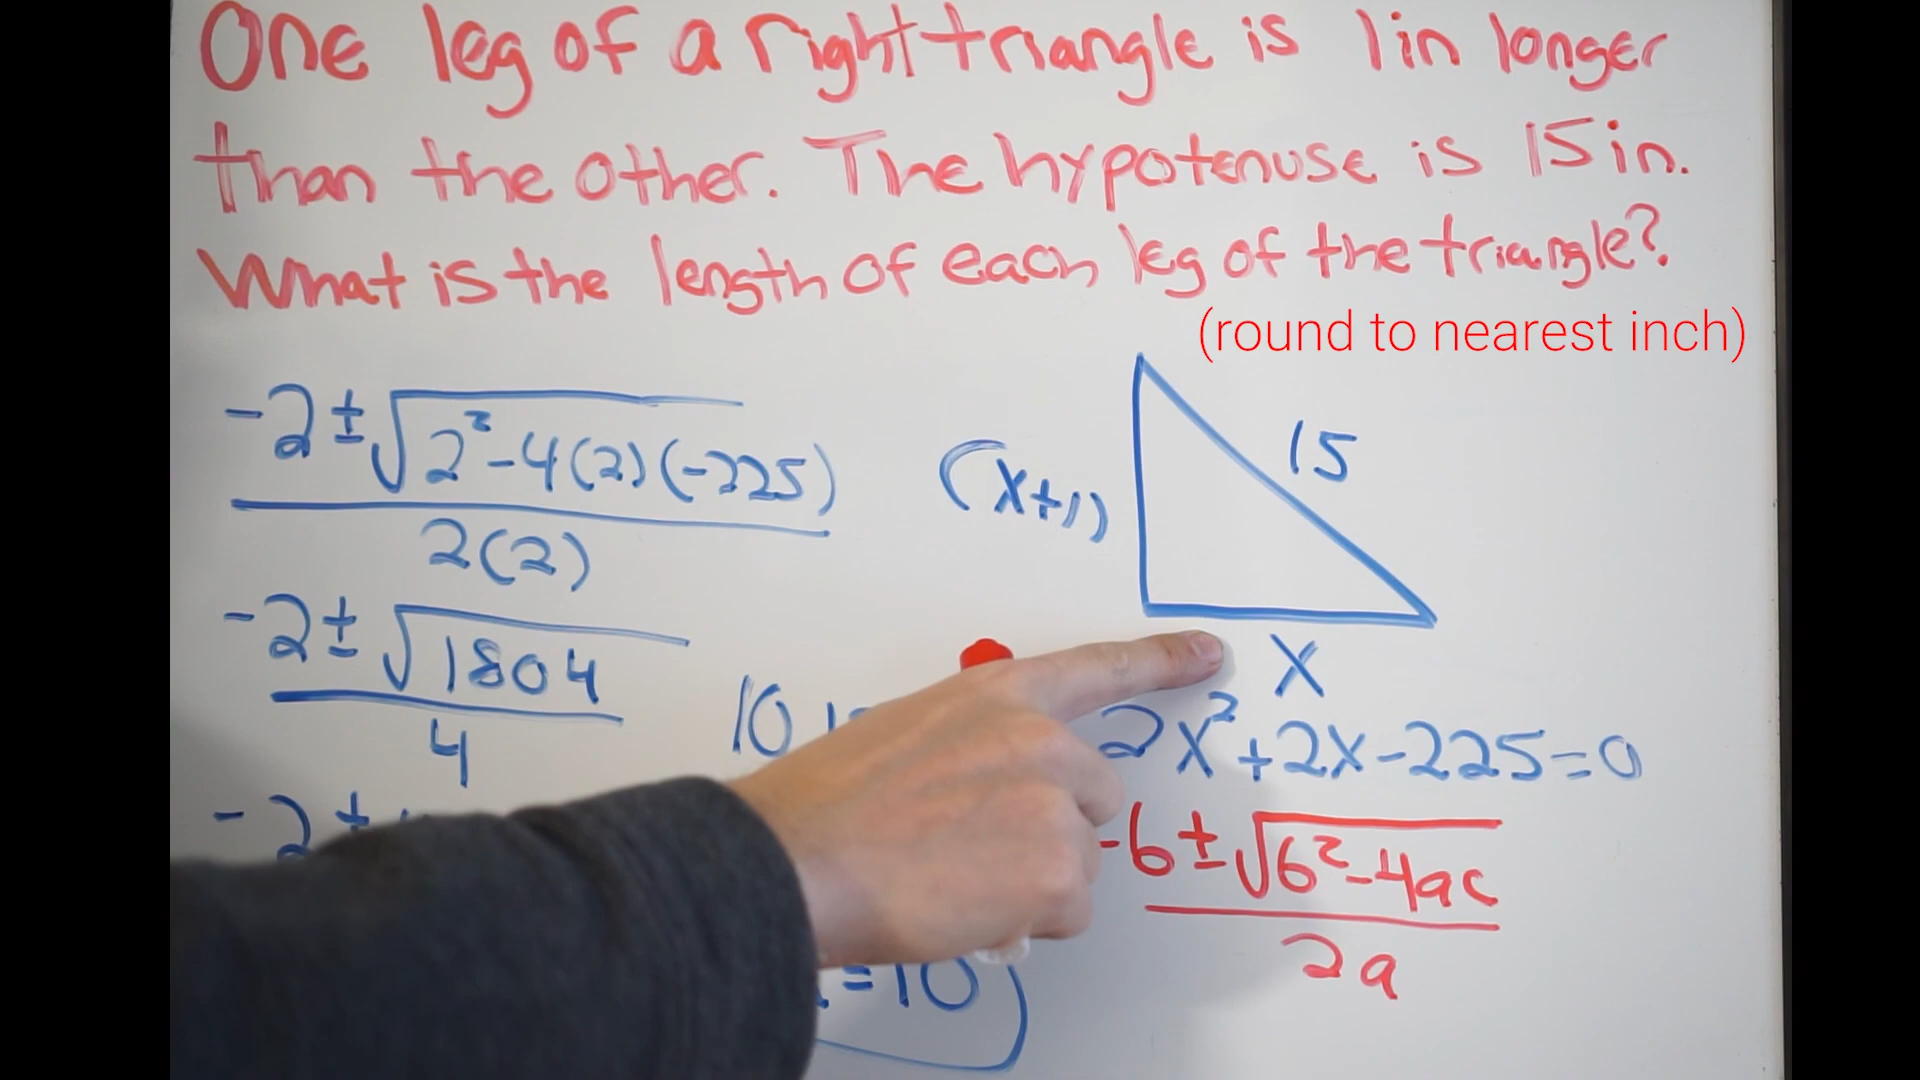 One leg of a right triangle is 1in longer
than the other. The hypotenuse is 15in.
What is the length of each leg of the triangle?
(round to nearest inch)
-2±√2²-4(2)(-225)
2(2)
-2±√1804
4
-2±
10
(x+1)
15
x
2x²+2x-225=0
-6±√6²-4ac
2a
=10